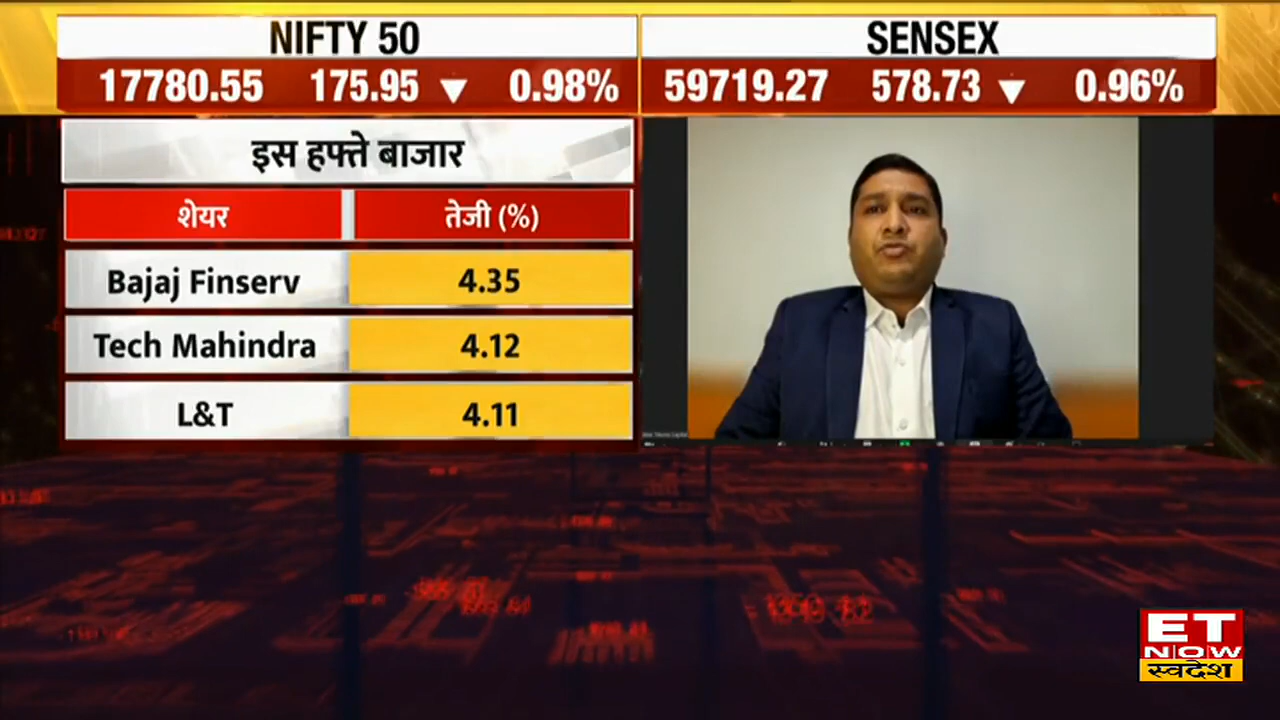 NIFTY 50
17780.55 175.95 ▼ 0.98%
SENSEX
59719.27 578.73 ▼ 0.96%
इस हफ्ते बाजार
शेयर तेजी (%)
Bajaj Finserv 4.35
Tech Mahindra 4.12
L&T 4.11
ET
NOW
स्वदेश